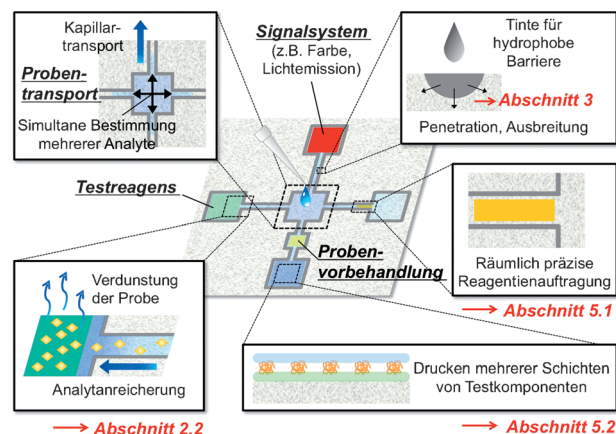 Kapillar-
transport
Proben-
transport
Simultane Bestimmung
mehrerer Analyte
Signalsystem
(z.B. Farbe,
Lichtemission)
Tinte für
hydrophobe
Barriere
Abschnitt 3
Penetration, Ausbreitung
Testreagens
Proben-
vorbehandlung
Räumlich präzise
Reagentienauftragung
Abschnitt 5.1
Verdunstung
der Probe
Analytanreicherung
Abschnitt 2.2
Drucken mehrerer Schichten
von Testkomponenten
Abschnitt 5.2